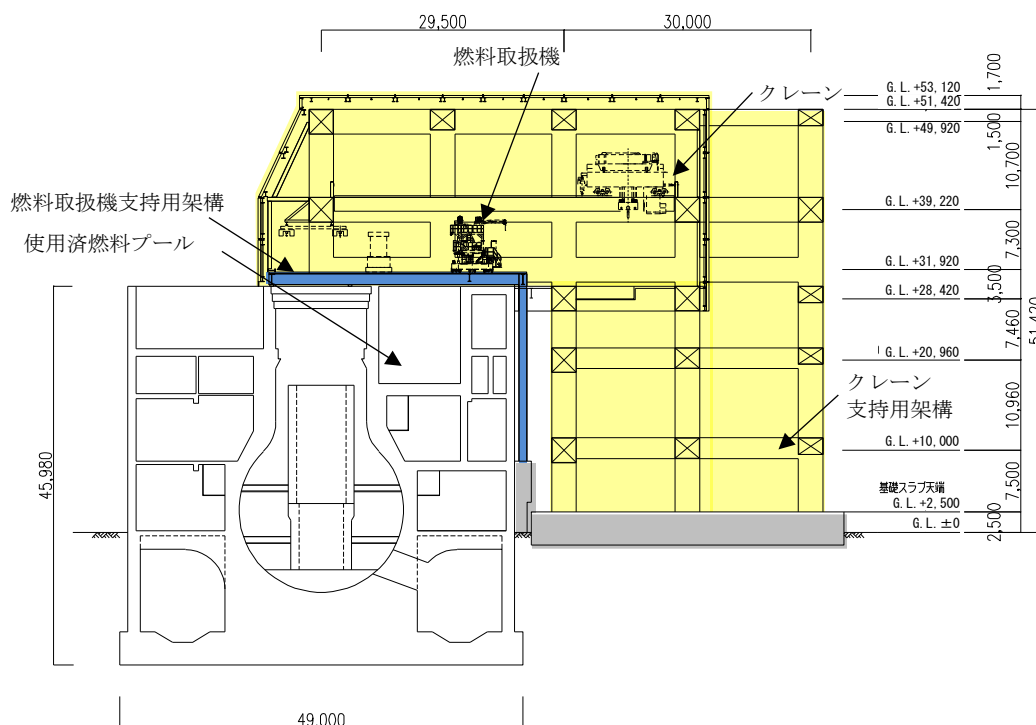 29,500
30,000
燃料取扱機
クレーン
燃料取扱機支持用架構
使用済燃料プール
G.L.+53,120
G.L.+51,420
G.L.+49,920
G.L.+39,220
G.L.+31,920
G.L.+28,420
G.L.+20,960
クレーン
支持用架構
G.L.+10,000
基礎スラブ天端
G.L.+2,500
G.L.±0
1,700
1,500
10,700
7,300
3,500
7,460
10,960
7,500
2,500
51,420
45,980
49,000